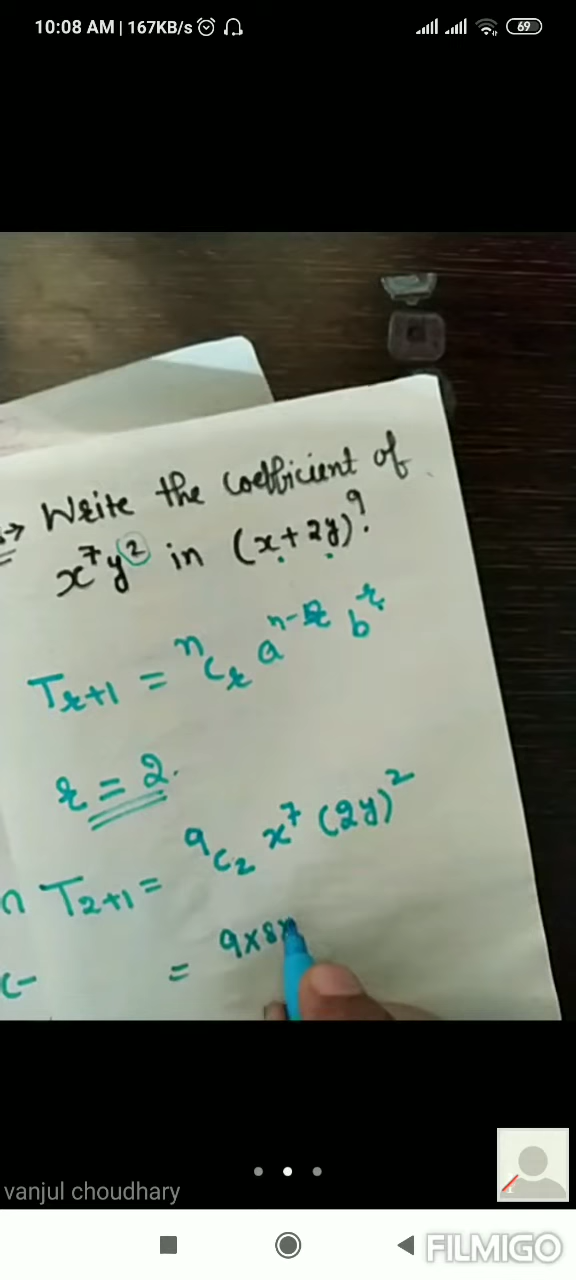 10:08 AM | 167KB/s
69
Write the coefficient of
x⁷y² in (x+2y)⁹?
Tr+1 = ⁿCr aⁿ⁻ʳ bʳ
r = 2.
T2+1 = ⁹C₂ x⁷ (2y)²
= 9×8×
vanjul choudhary
FILMIGO